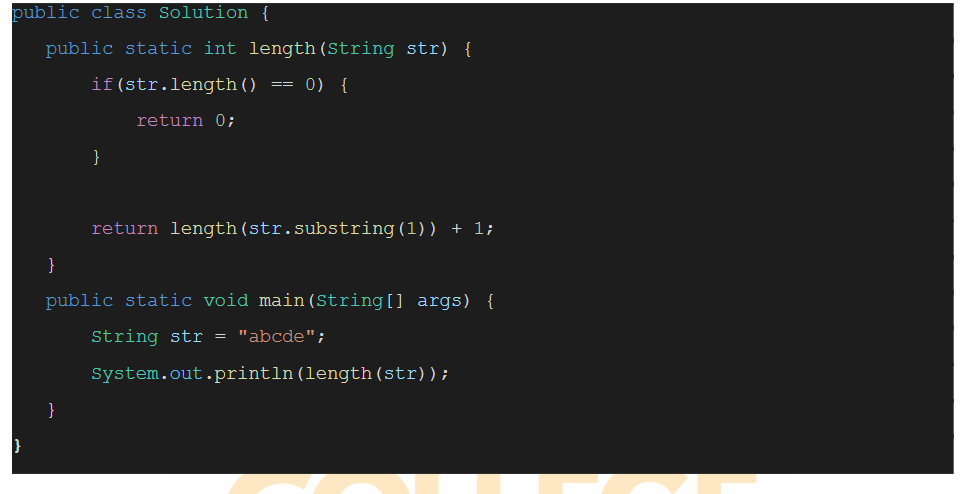 public class Solution {
public static int length(String str) {
if(str.length() == 0) {
return 0;
}
return length(str.substring(1)) + 1;
}
public static void main(String[] args) {
String str = "abcde";
System.out.println(length(str));
}
}
COLLEGE